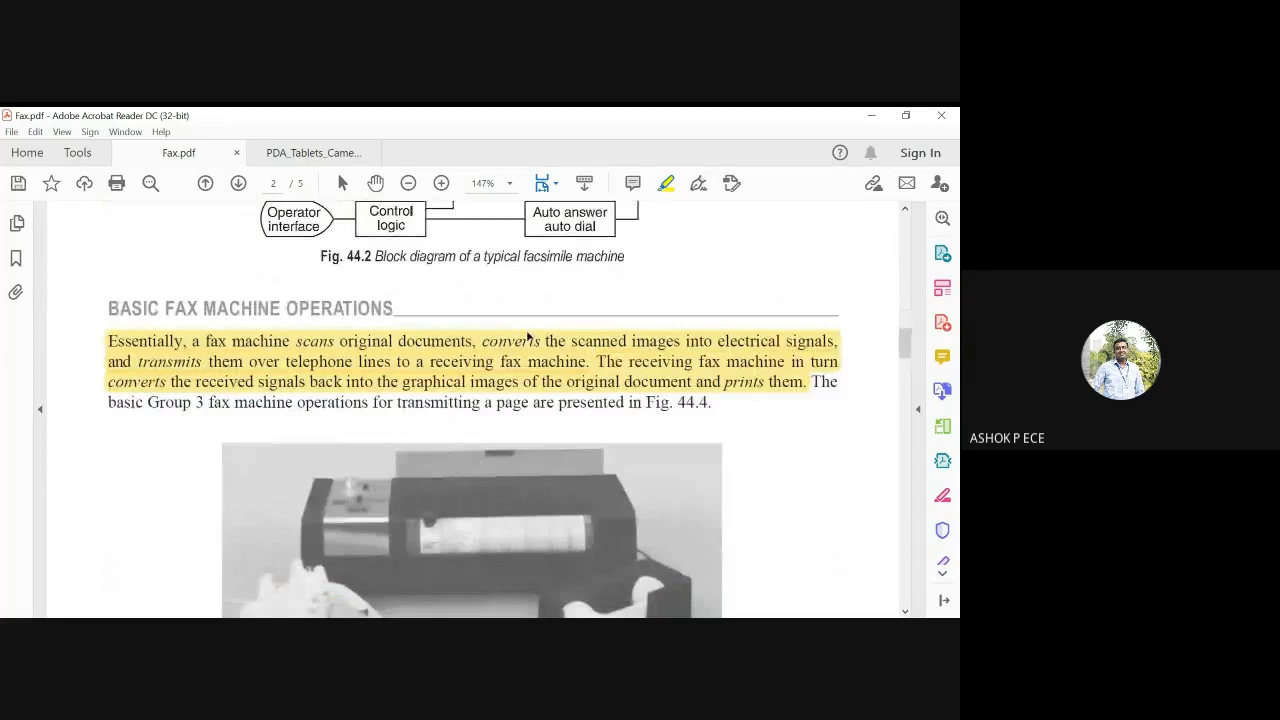 Fax.pdf - Adobe Acrobat Reader DC (32-bit)
File Edit View Sign Window Help
Home Tools Fax.pdf × PDA_Tablets_Came... ? Sign In
2 / 5 147%
Operator interface
Control logic
Auto answer auto dial
Fig. 44.2 Block diagram of a typical facsimile machine
BASIC FAX MACHINE OPERATIONS
Essentially, a fax machine scans original documents, converts the scanned images into electrical signals,
and transmits them over telephone lines to a receiving fax machine. The receiving fax machine in turn
converts the received signals back into the graphical images of the original document and prints them. The
basic Group 3 fax machine operations for transmitting a page are presented in Fig. 44.4.
ASHOK P ECE